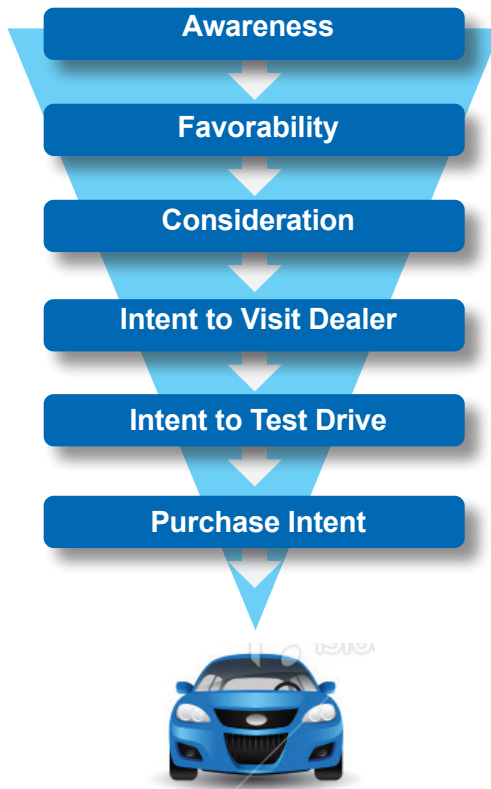 Awareness
Favorability
Consideration
Intent to Visit Dealer
Intent to Test Drive
Purchase Intent